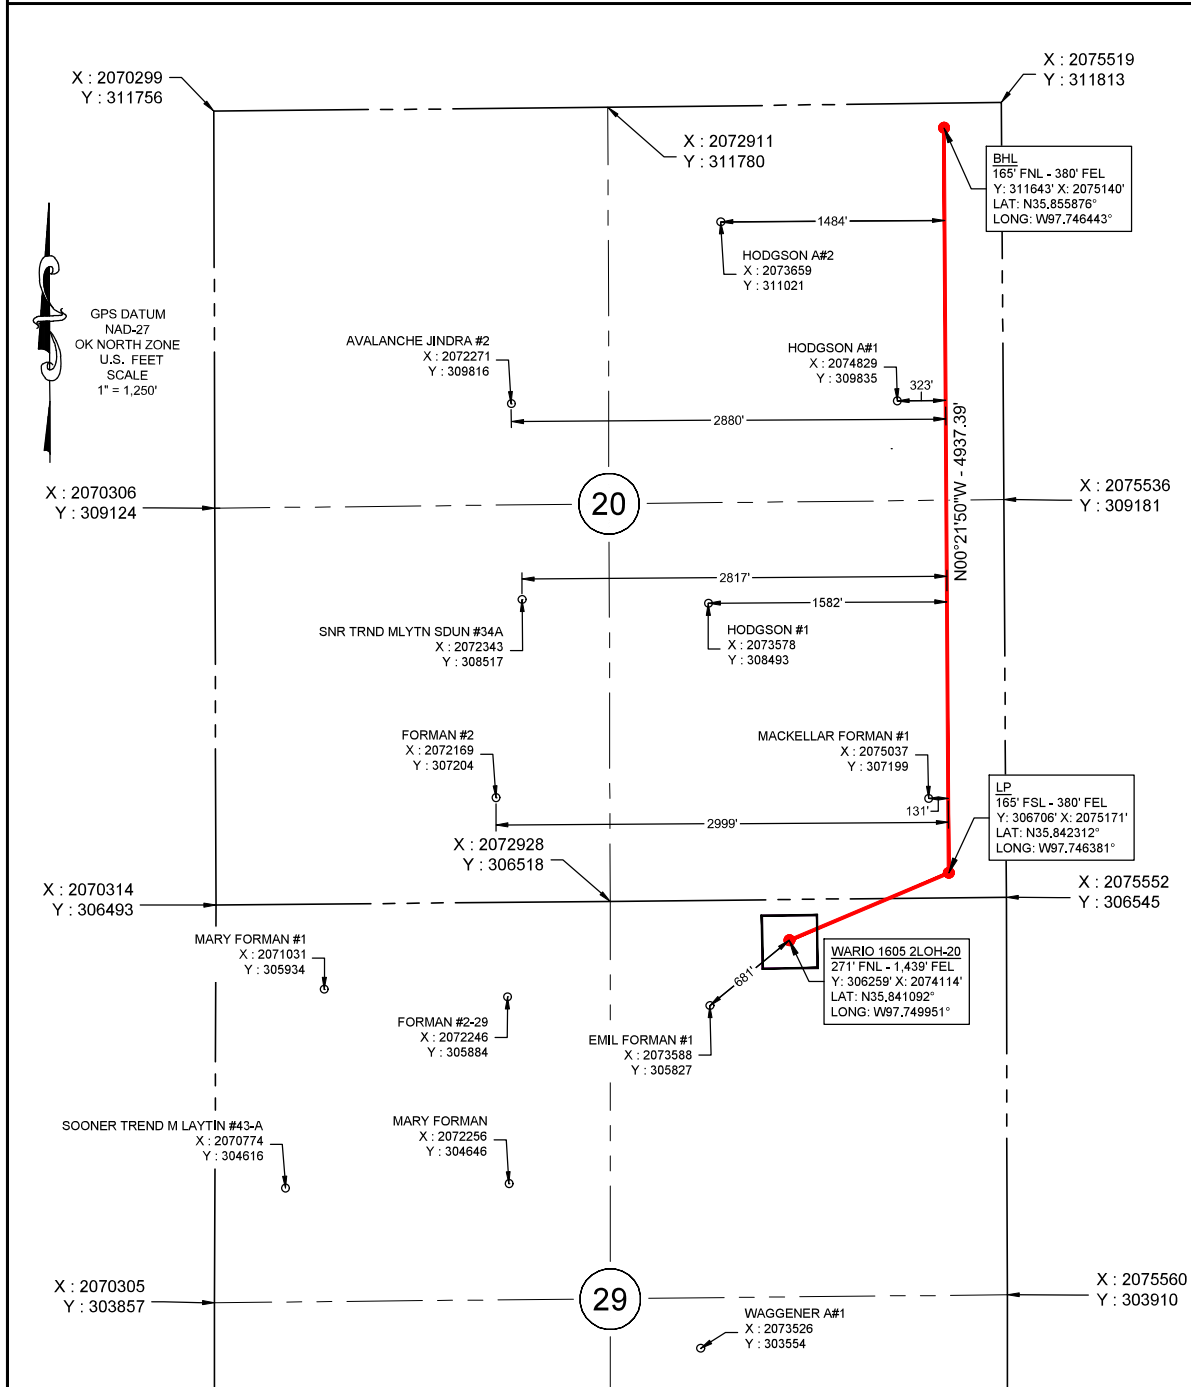 X : 2070299
Y : 311756
X : 2075519
Y : 311813
X : 2072911
Y : 311780
BHL
165' FNL - 380' FEL
Y: 311643' X: 2075140'
LAT: N35.855876°
LONG: W97.746443°
1484'
HODGSON A#2
X : 2073659
Y : 311021
GPS DATUM
NAD-27
OK NORTH ZONE
U.S. FEET
SCALE
1" = 1,250'
AVALANCHE JINDRA #2
X : 2072271
Y : 309816
HODGSON A#1
X : 2074829
Y : 309835
323'
2880'
N00°21'50"W - 4937.39'
X : 2070306
Y : 309124
20
X : 2075536
Y : 309181
2817'
1582'
SNR TRND MLYTN SDUN #34A
X : 2072343
Y : 308517
HODGSON #1
X : 2073578
Y : 308493
FORMAN #2
X : 2072169
Y : 307204
MACKELLAR FORMAN #1
X : 2075037
Y : 307199
131'
2999'
LP
165' FSL - 380' FEL
Y: 306706' X: 2075171'
LAT: N35.842312°
LONG: W97.746381°
X : 2072928
Y : 306518
X : 2070314
Y : 306493
X : 2075552
Y : 306545
MARY FORMAN #1
X : 2071031
Y : 305934
WARIO 1605 2LOH-20
271' FNL - 1,439' FEL
Y: 306259' X: 2074114'
LAT: N35.841092°
LONG: W97.749951°
681'
FORMAN #2-29
X : 2072246
Y : 305884
EMIL FORMAN #1
X : 2073588
Y : 305827
SOONER TREND M LAYTIN #43-A
X : 2070774
Y : 304616
MARY FORMAN
X : 2072256
Y : 304646
X : 2070305
Y : 303857
29
X : 2075560
Y : 303910
WAGGENER A#1
X : 2073526
Y : 303554